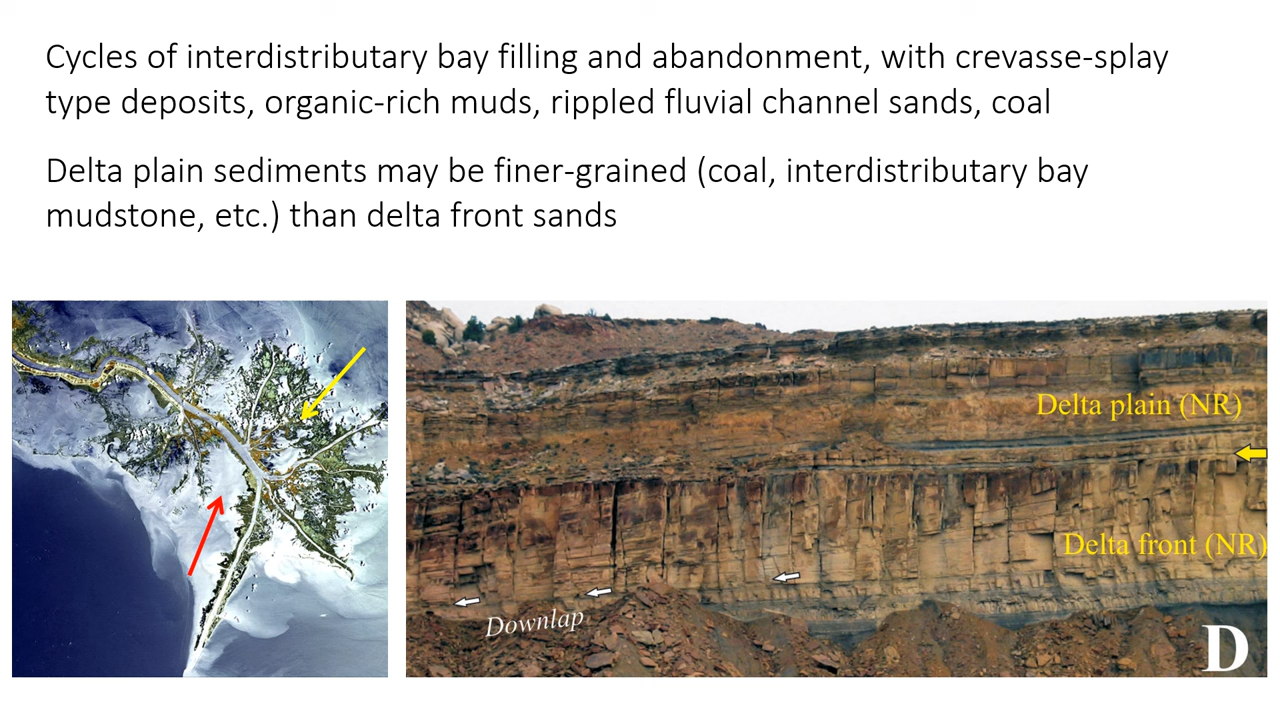 Cycles of interdistributary bay filling and abandonment, with crevasse-splay
type deposits, organic-rich muds, rippled fluvial channel sands, coal
Delta plain sediments may be finer-grained (coal, interdistributary bay
mudstone, etc.) than delta front sands
Delta plain (NR)
Delta front (NR)
Downlap
D